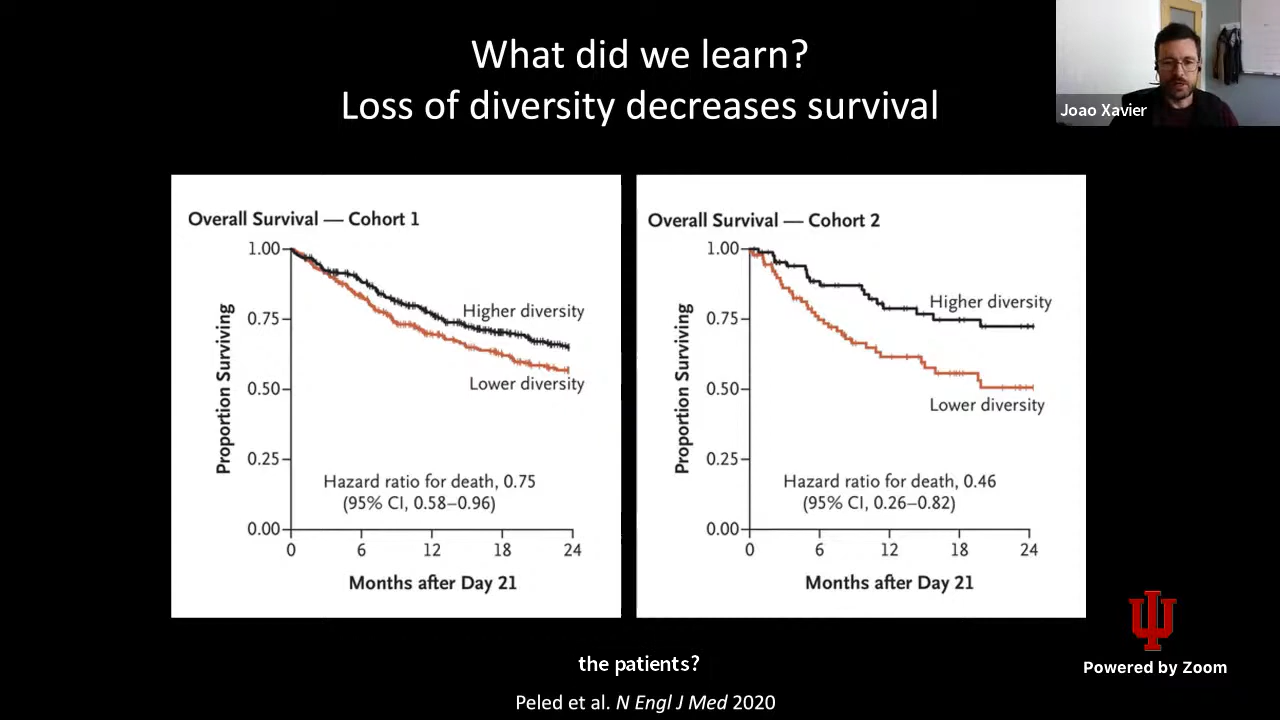 What did we learn?
Loss of diversity decreases survival
Joao Xavier
Overall Survival — Cohort 1
1.00
0.75
0.50
0.25
0.00
Proportion Surviving
Higher diversity
Lower diversity
Hazard ratio for death, 0.75
(95% CI, 0.58–0.96)
0 6 12 18 24
Months after Day 21
Overall Survival — Cohort 2
1.00
0.75
0.50
0.25
0.00
Proportion Surviving
Higher diversity
Lower diversity
Hazard ratio for death, 0.46
(95% CI, 0.26–0.82)
0 6 12 18 24
Months after Day 21
the patients?
Peled et al. N Engl J Med 2020
Powered by Zoom